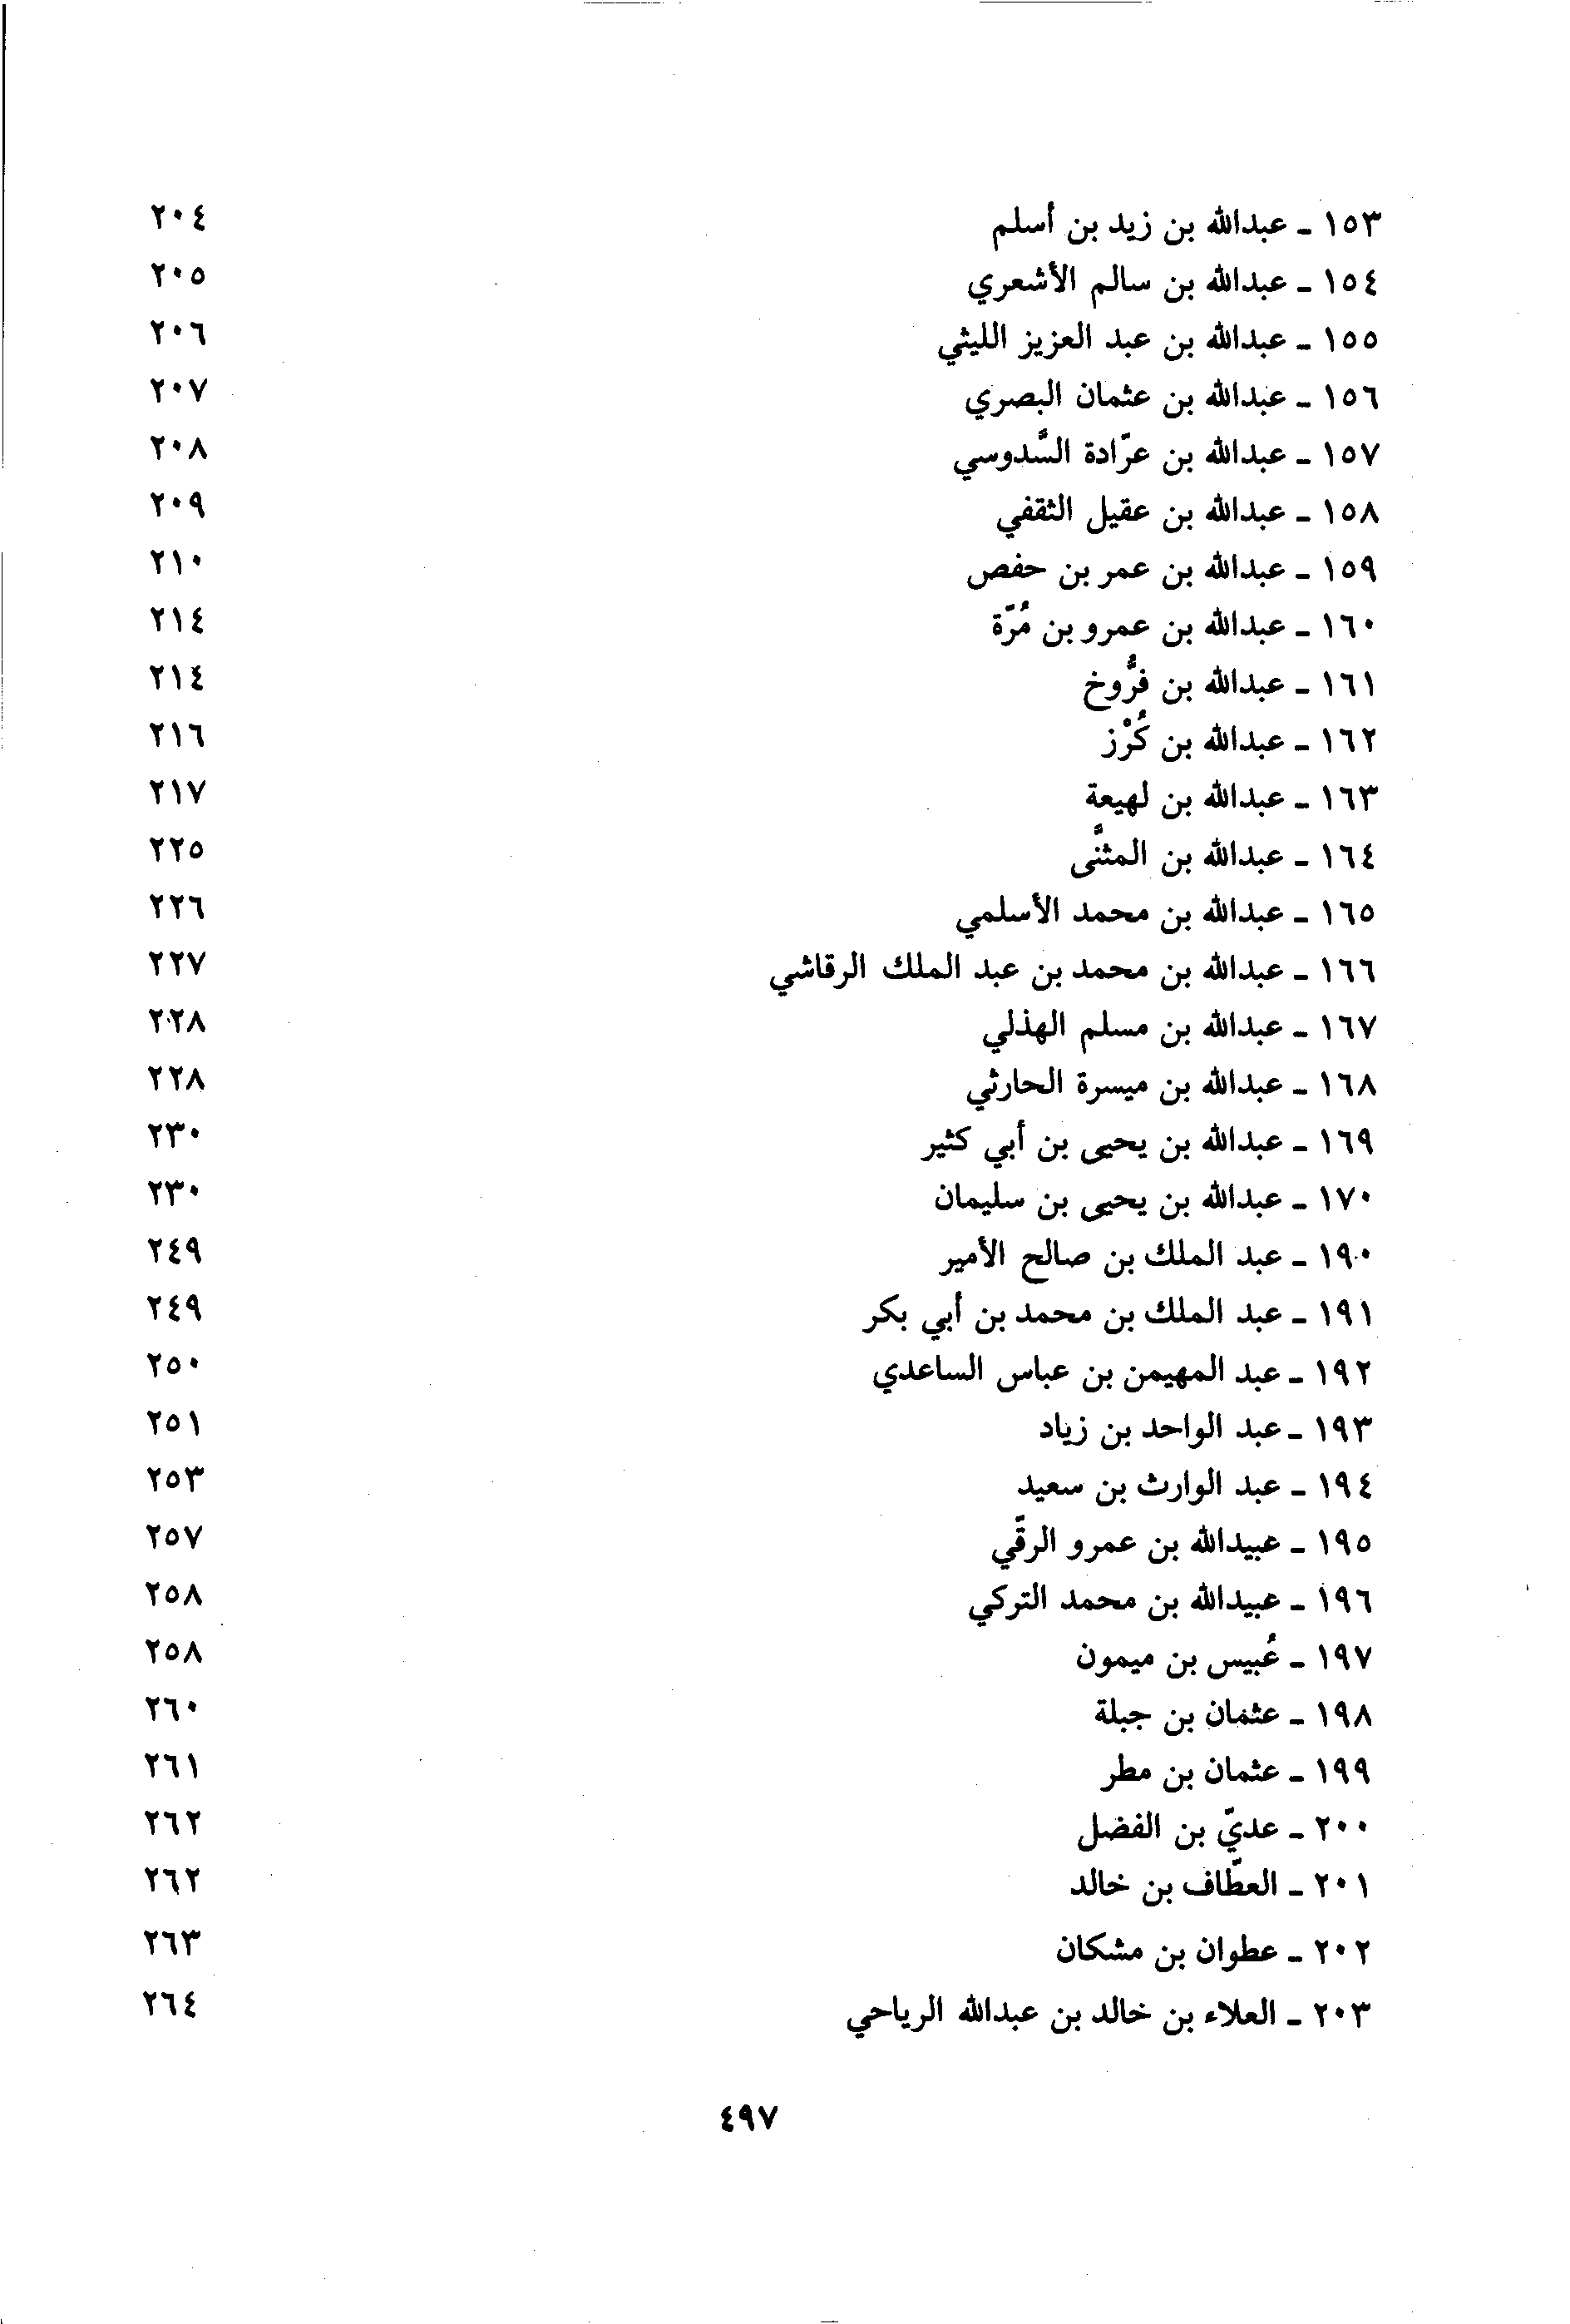 ١٥٣ - عبدالله بن زيد بن أسلم ٢٠٤
١٥٤ - عبدالله بن سالم الأشعري ٢٠٥
١٥٥ - عبدالله بن عبد العزيز الليثي ٢٠٦
١٥٦ - عبدالله بن عثمان البصري ٢٠٧
١٥٧ - عبدالله بن عرّادة السَّدوسي ٢٠٨
١٥٨ - عبدالله بن عقيل الثقفي ٢٠٩
١٥٩ - عبدالله بن عمر بن حفص ٢١٠
١٦٠ - عبدالله بن عمرو بن مُرّة ٢١٤
١٦١ - عبدالله بن فرُّوخ ٢١٤
١٦٢ - عبدالله بن كُرْز ٢١٦
١٦٣ - عبدالله بن لهيعة ٢١٧
١٦٤ - عبدالله بن المثنَّى ٢٢٥
١٦٥ - عبدالله بن محمد الأسلمي ٢٢٦
١٦٦ - عبدالله بن محمد بن عبد الملك الرقاشي ٢٢٧
١٦٧ - عبدالله بن مسلم الهذلي ٢٢٨
١٦٨ - عبدالله بن ميسرة الحارثي ٢٢٨
١٦٩ - عبدالله بن يحيى بن أبي كثير ٢٣٠
١٧٠ - عبدالله بن يحيى بن سليمان ٢٣٠
١٩٠ - عبد الملك بن صالح الأمير ٢٤٩
١٩١ - عبد الملك بن محمد بن أبي بكر ٢٤٩
١٩٢ - عبد المهيمن بن عباس الساعدي ٢٥٠
١٩٣ - عبد الواحد بن زياد ٢٥١
١٩٤ - عبد الوارث بن سعيد ٢٥٣
١٩٥ - عبيدالله بن عمرو الرقّي ٢٥٧
١٩٦ - عبيدالله بن محمد التركي ٢٥٨
١٩٧ - عُبيس بن ميمون ٢٥٨
١٩٨ - عثمان بن جبلة ٢٦٠
١٩٩ - عثمان بن مطر ٢٦١
٢٠٠ - عديّ بن الفضل ٢٦٢
٢٠١ - العطّاف بن خالد ٢٦٢
٢٠٢ - عطوان بن مشكان ٢٦٣
٢٠٣ - العلاء بن خالد بن عبدالله الرياحي ٢٦٤
٤٩٧